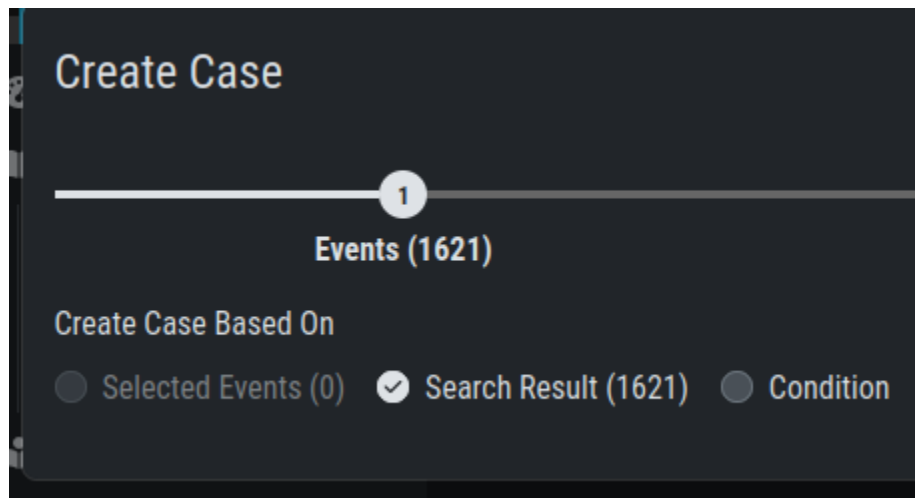 Create Case
1
Events (1621)
Create Case Based On
Selected Events (0) Search Result (1621) Condition